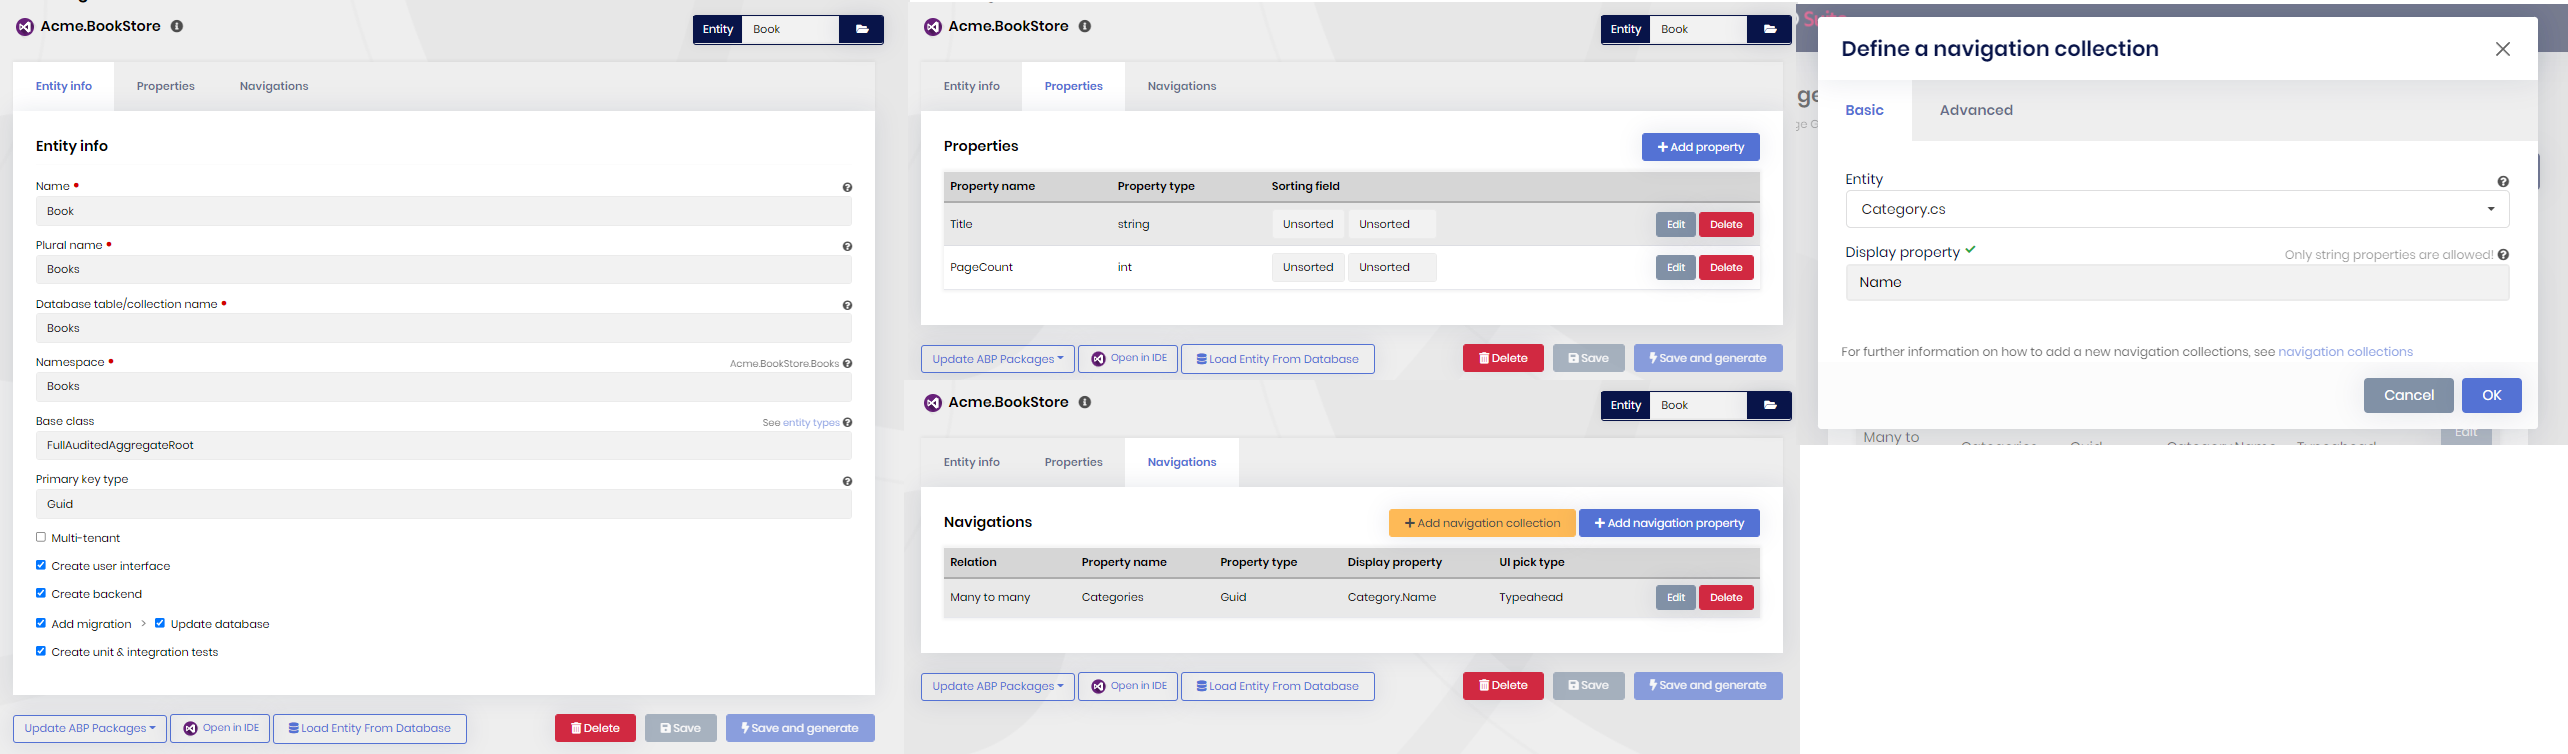 Acme.BookStore
Entity Book
Entity info Properties Navigations
Entity info
Name •
Book
Plural name •
Books
Database table/collection name •
Books
Namespace • Acme.BookStore.Books
Books
Base class See entity types
FullAuditedAggregateRoot
Primary key type
Guid
Multi-tenant
Create user interface
Create backend
Add migration > Update database
Create unit & integration tests
Update ABP Packages Open in IDE Load Entity From Database Delete Save Save and generate
Acme.BookStore
Entity Book
Entity info Properties Navigations
Properties + Add property
Property name Property type Sorting field
Title string Unsorted Unsorted Edit Delete
PageCount int Unsorted Unsorted Edit Delete
Update ABP Packages Open in IDE Load Entity From Database Delete Save Save and generate
Acme.BookStore
Entity Book
Entity info Properties Navigations
Navigations + Add navigation collection + Add navigation property
Relation Property name Property type Display property UI pick type
Many to many Categories Guid Category.Name Typeahead Edit Delete
Update ABP Packages Open in IDE Load Entity From Database Delete Save Save and generate
Define a navigation collection
Basic Advanced
Entity
Category.cs
Display property Only string properties are allowed!
Name
For further information on how to add a new navigation collections, see navigation collections
Cancel OK
Many to Categories Guid Category.Name Typeahead Edit